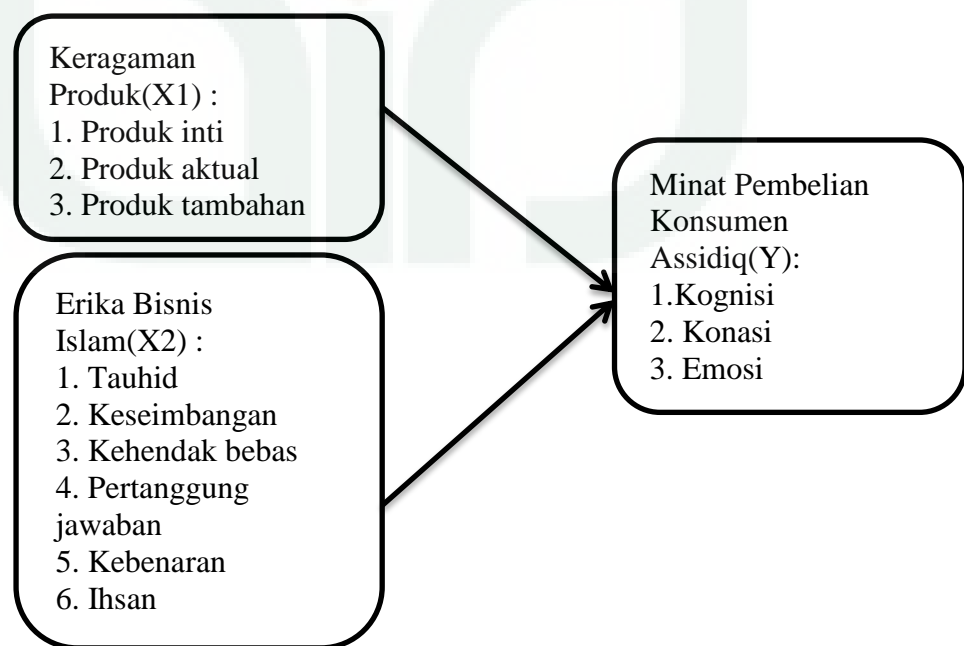 Keragaman
Produk(X1) :
1. Produk inti
2. Produk aktual
3. Produk tambahan
Erika Bisnis
Islam(X2) :
1. Tauhid
2. Keseimbangan
3. Kehendak bebas
4. Pertanggung
jawaban
5. Kebenaran
6. Ihsan
Minat Pembelian
Konsumen
Assidiq(Y):
1.Kognisi
2. Konasi
3. Emosi